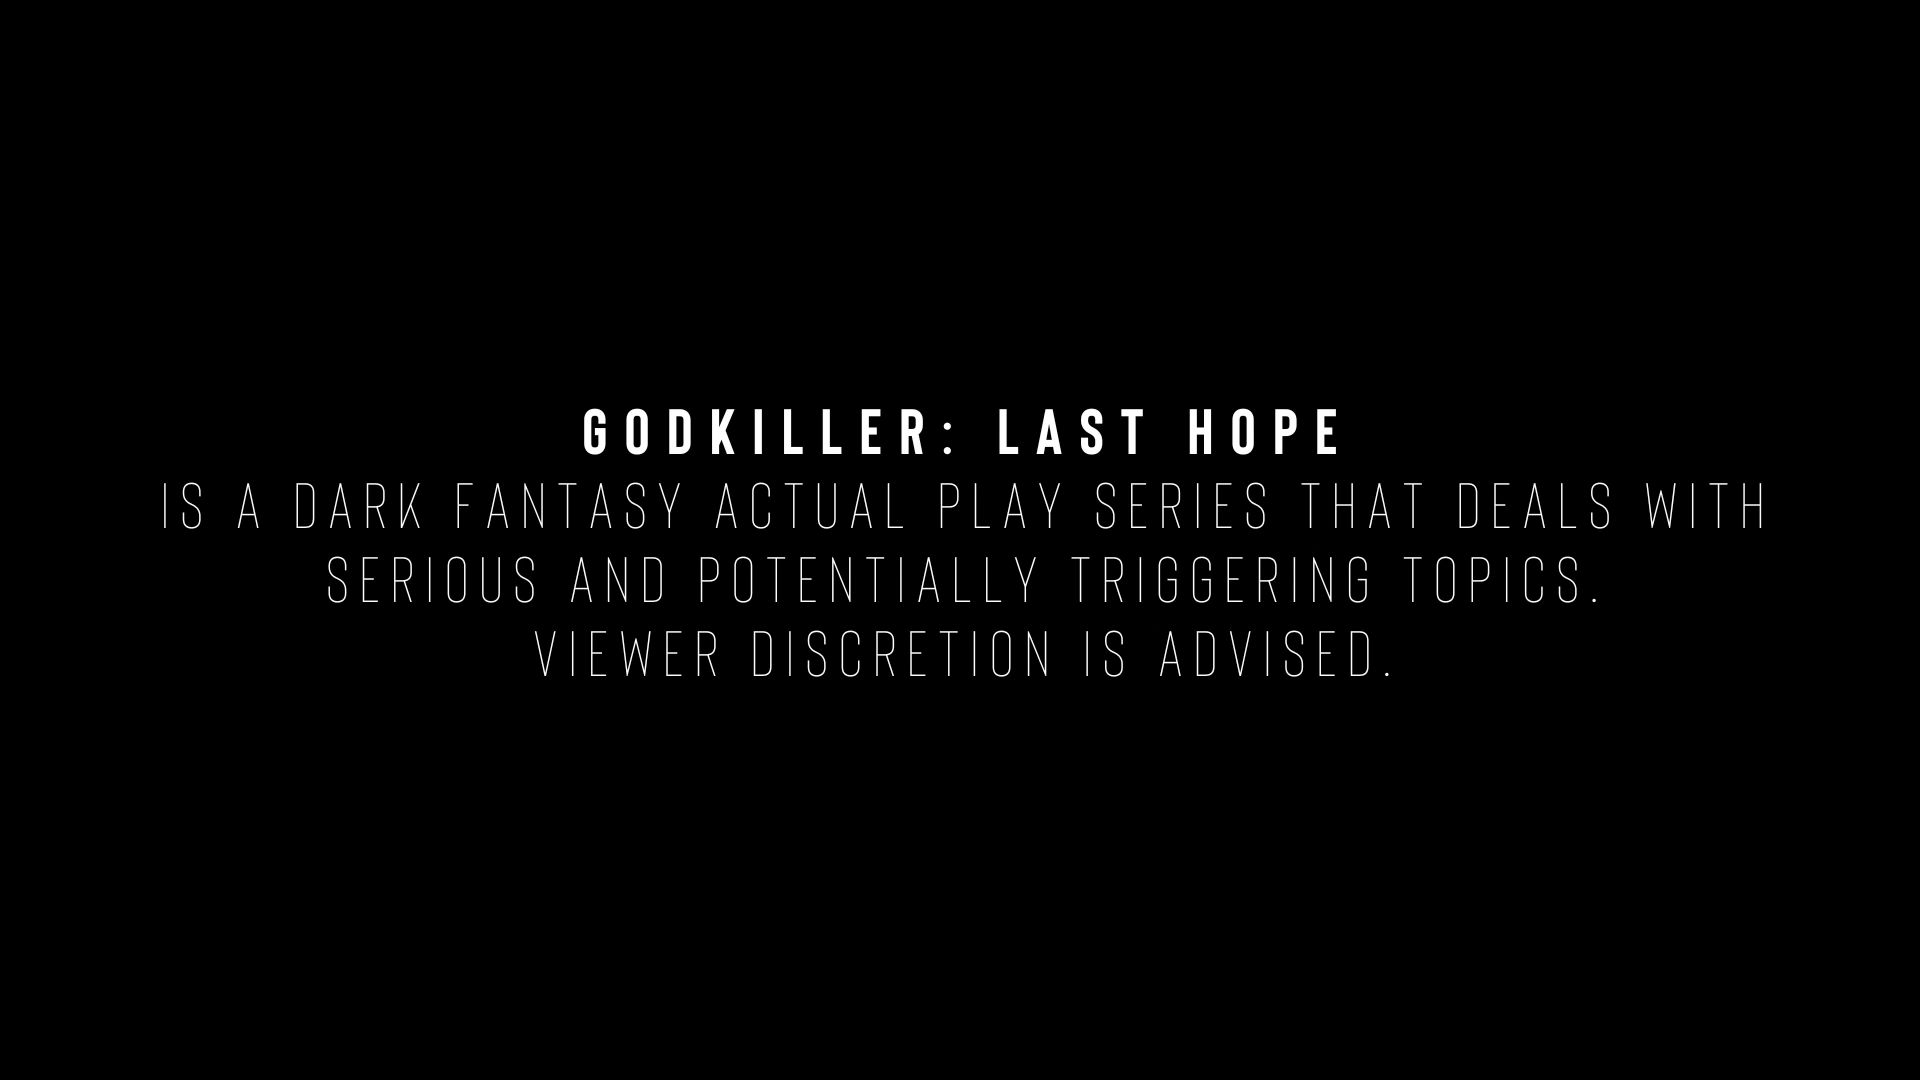 GODKILLER: LAST HOPE
IS A DARK FANTASY ACTUAL PLAY SERIES THAT DEALS WITH
SERIOUS AND POTENTIALLY TRIGGERING TOPICS.
VIEWER DISCRETION IS ADVISED.